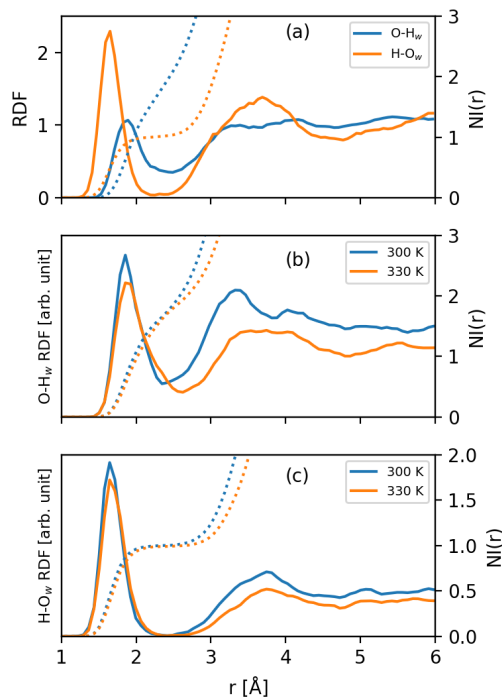 (a)
O-Hw
H-Ow
RDF
NI(r)
2
1
0
3
2
1
0
(b)
300 K
330 K
O-Hw RDF [arb. unit]
NI(r)
3
2
1
0
(c)
300 K
330 K
H-Ow RDF [arb. unit]
NI(r)
2.0
1.5
1.0
0.5
0.0
1 2 3 4 5 6
r [Å]